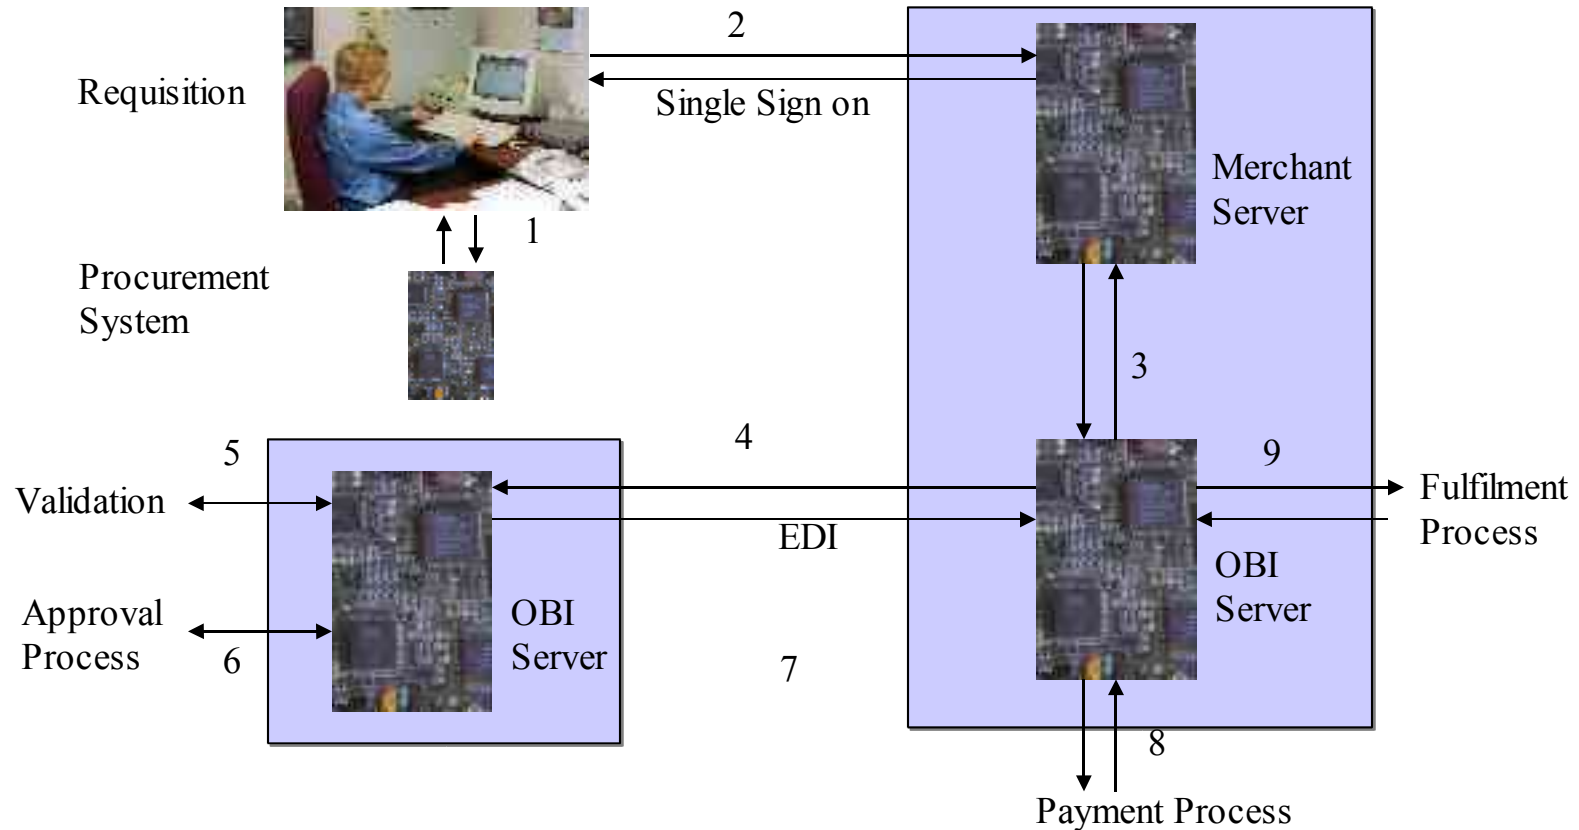 2
Requisition
Single Sign on
Merchant
Server
1
Procurement
System
3
4
5
9
Validation
Fulfilment
Process
EDI
OBI
Server
Approval
Process
6
OBI
Server
7
8
Payment Process